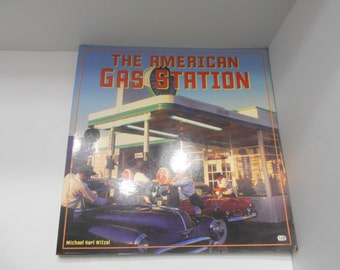 THE AMERICAN
GAS STATION
Michael Karl Witzel